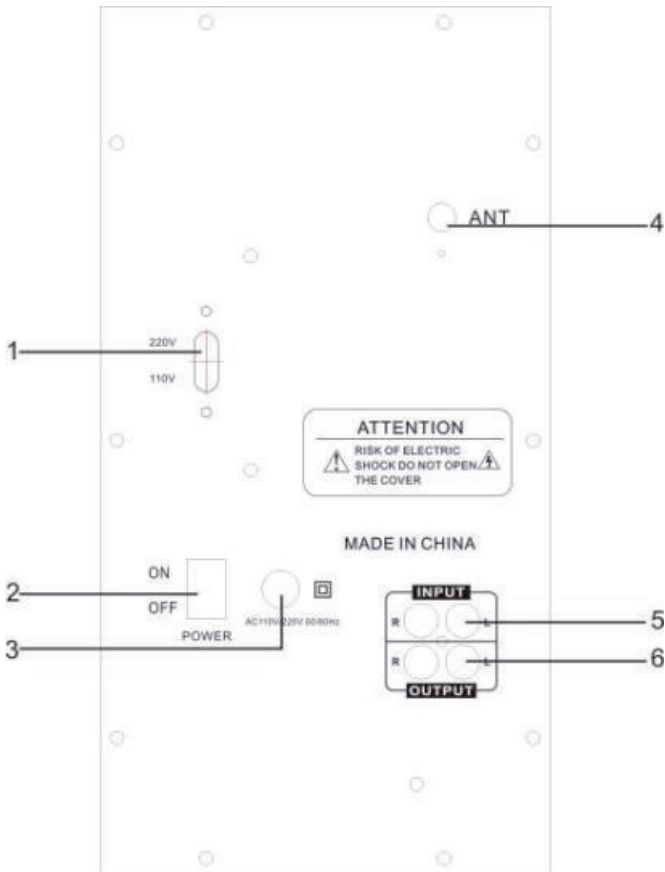 ANT
4
220V
1
110V
ATTENTION
RISK OF ELECTRIC
SHOCK DO NOT OPEN
THE COVER
MADE IN CHINA
ON
2
OFF
POWER
3
AC110V/220V 50/60Hz
INPUT
R L
5
R L
6
OUTPUT